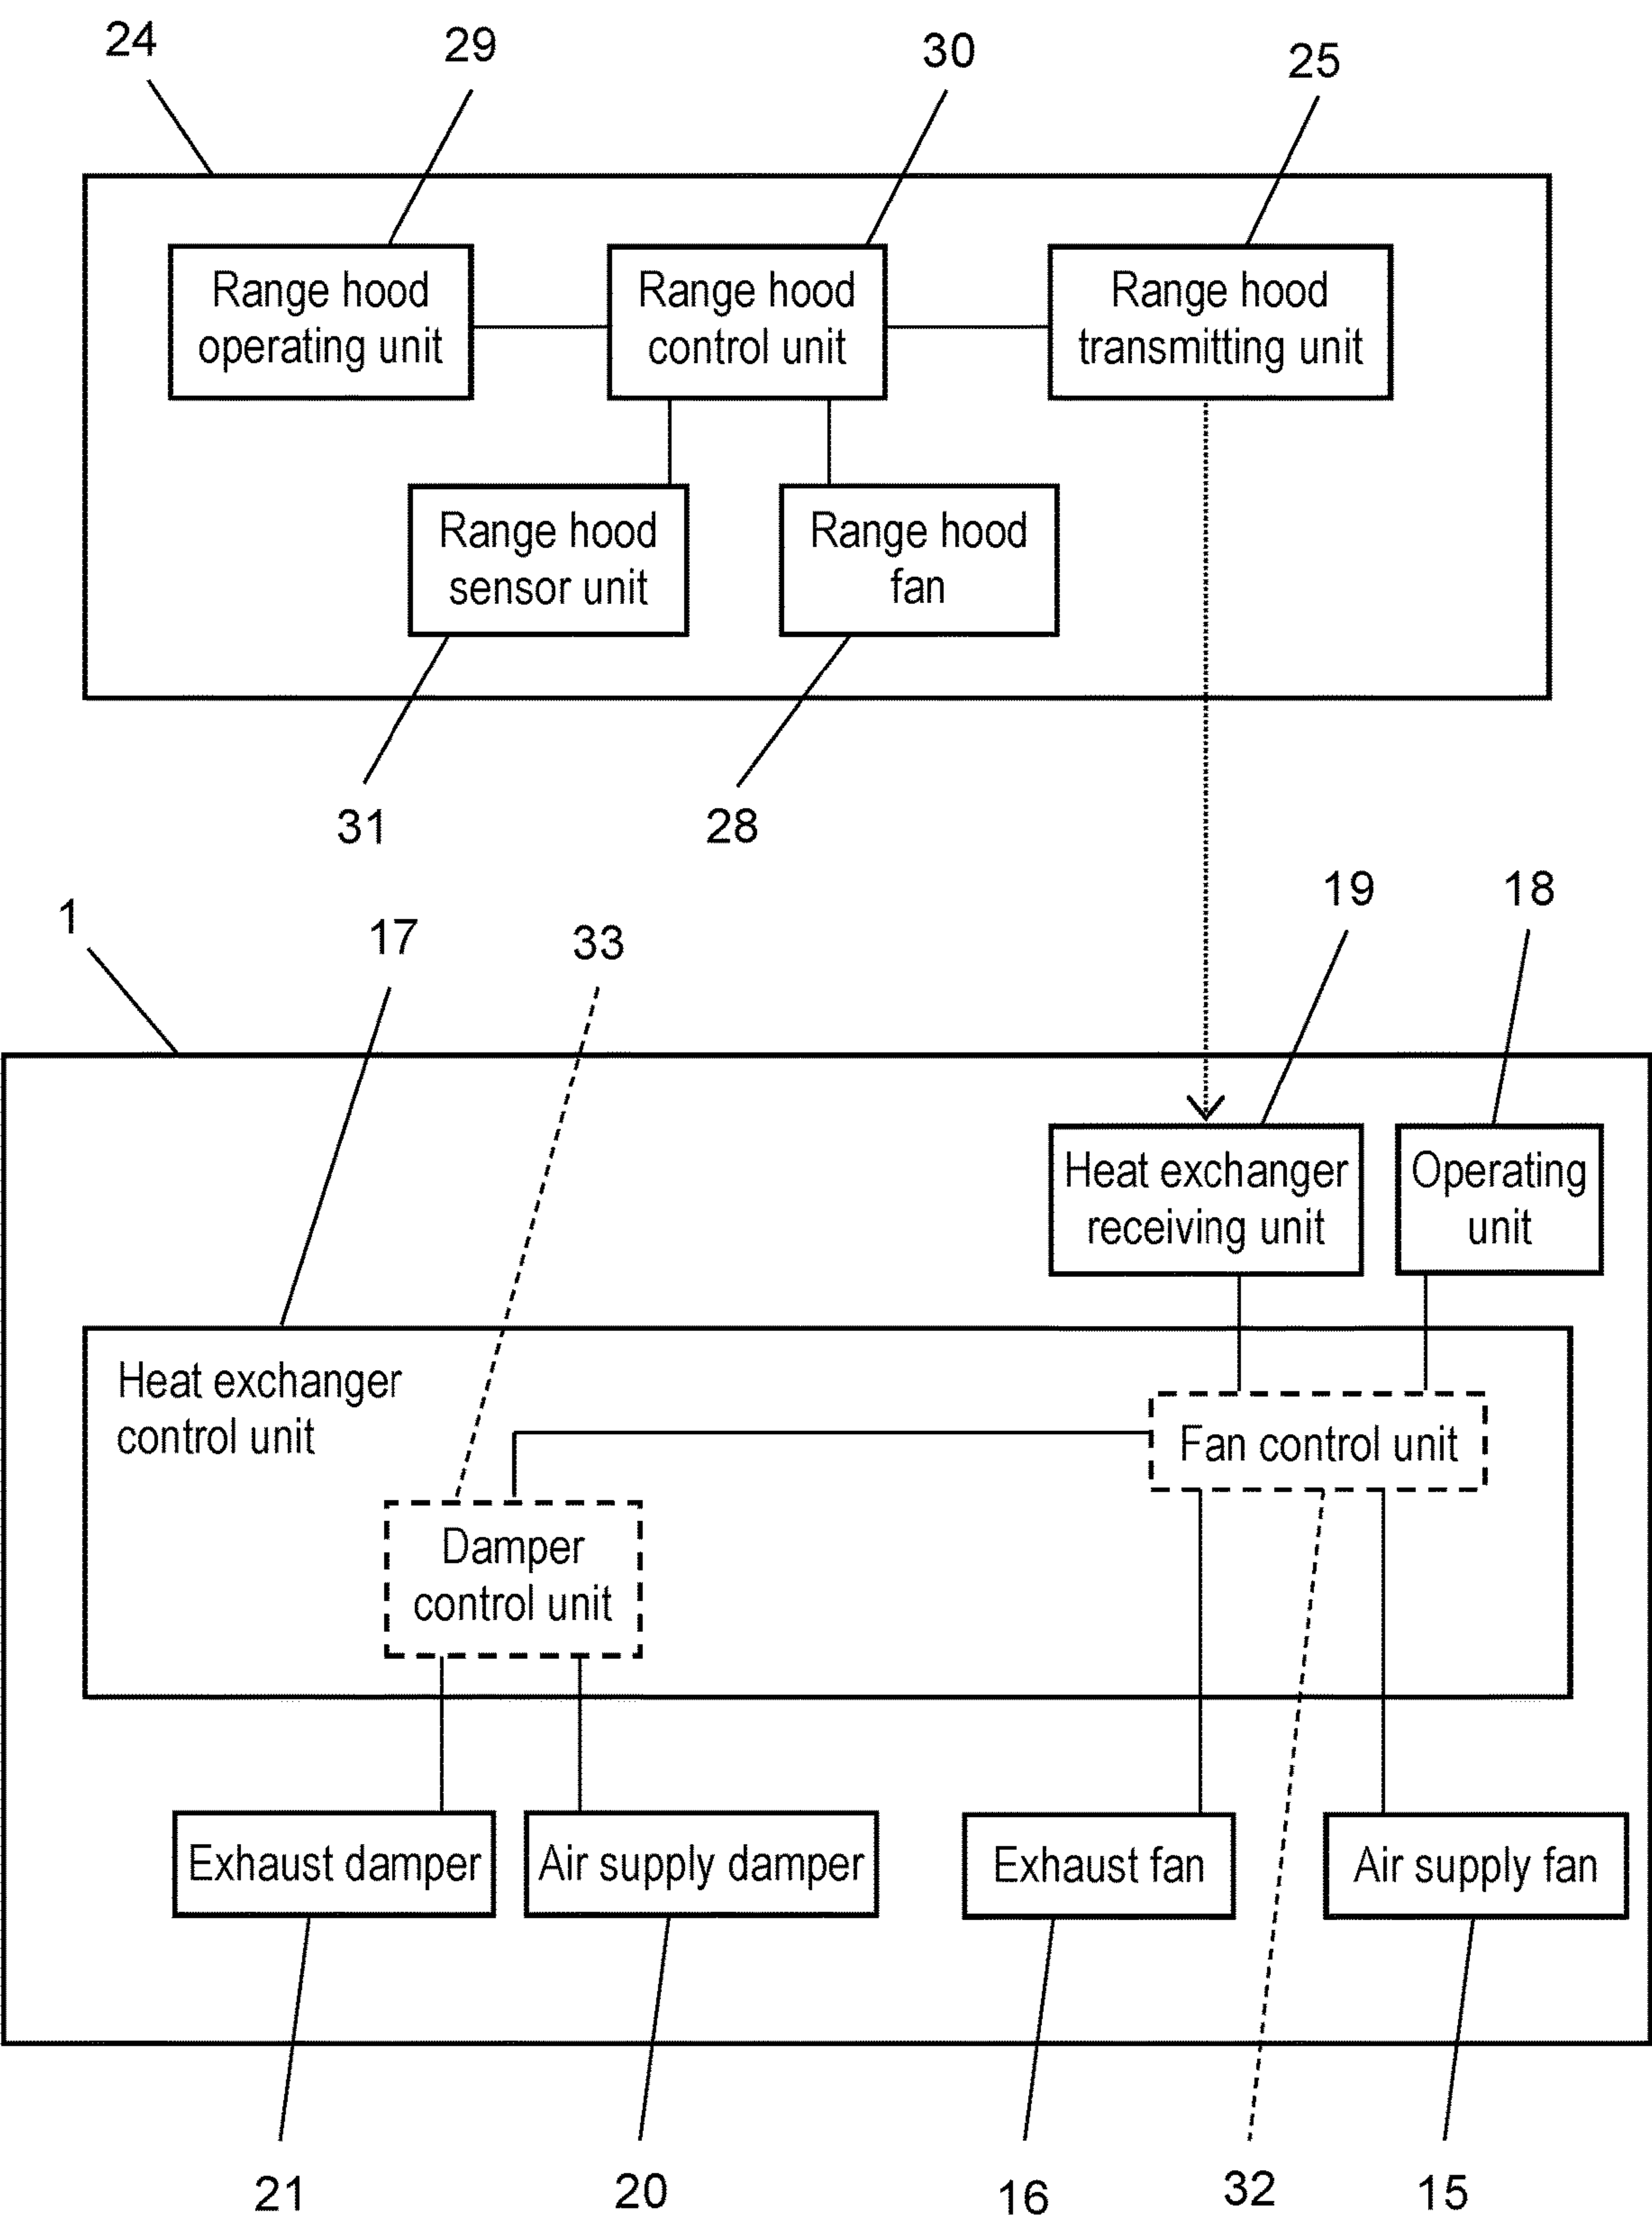 24
29
30
25
Range hood
operating unit
Range hood
control unit
Range hood
transmitting unit
Range hood
sensor unit
Range hood
fan
31
28
1
17
33
19
18
Heat exchanger
receiving unit
Operating
unit
Heat exchanger
control unit
Fan control unit
Damper
control unit
Exhaust damper
Air supply damper
Exhaust fan
Air supply fan
21
20
16
32
15